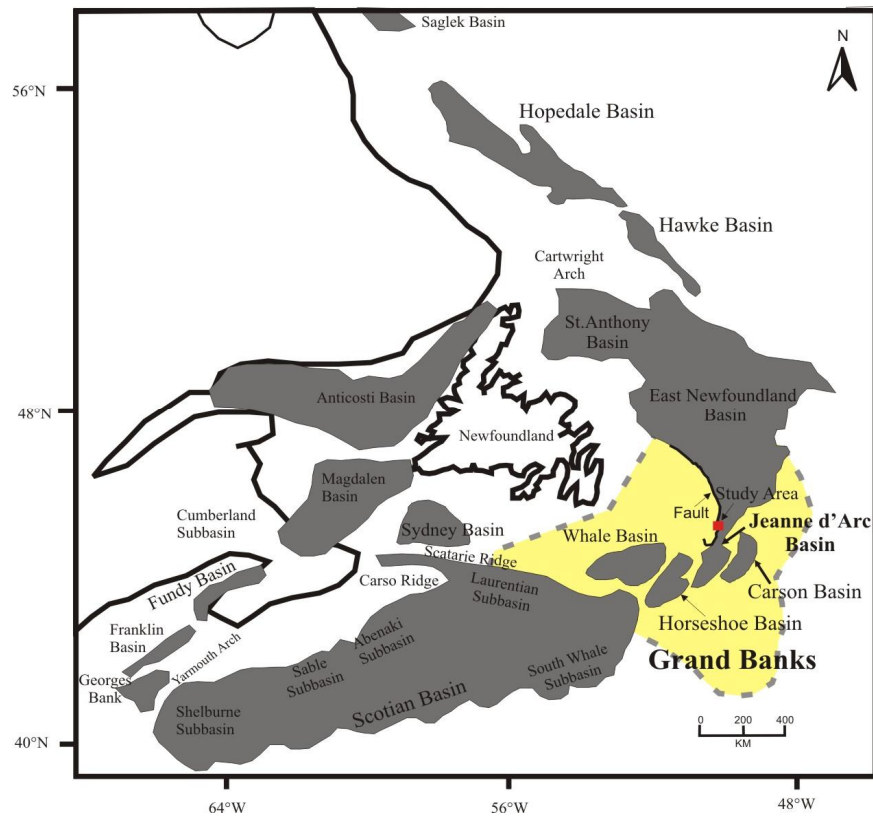 Saglek Basin
N
56°N
Hopedale Basin
Hawke Basin
Cartwright
Arch
St.Anthony
Basin
East Newfoundland
Basin
Anticosti Basin
48°N
Newfoundland
Magdalen
Basin
Study Area
Fault
Jeanne d'Arc
Basin
Cumberland
Subbasin
Sydney Basin
Whale Basin
Scatarie Ridge
Carso Ridge
Laurentian
Subbasin
Carson Basin
Fundy Basin
Horseshoe Basin
Franklin
Basin
Yarmouth Arch
Abenaki
Subbasin
Sable
Subbasin
South Whale
Subbasin
Grand Banks
Georges
Bank
Scotian Basin
Shelburne
Subbasin
0 200 400
KM
40°N
64°W
56°W
48°W